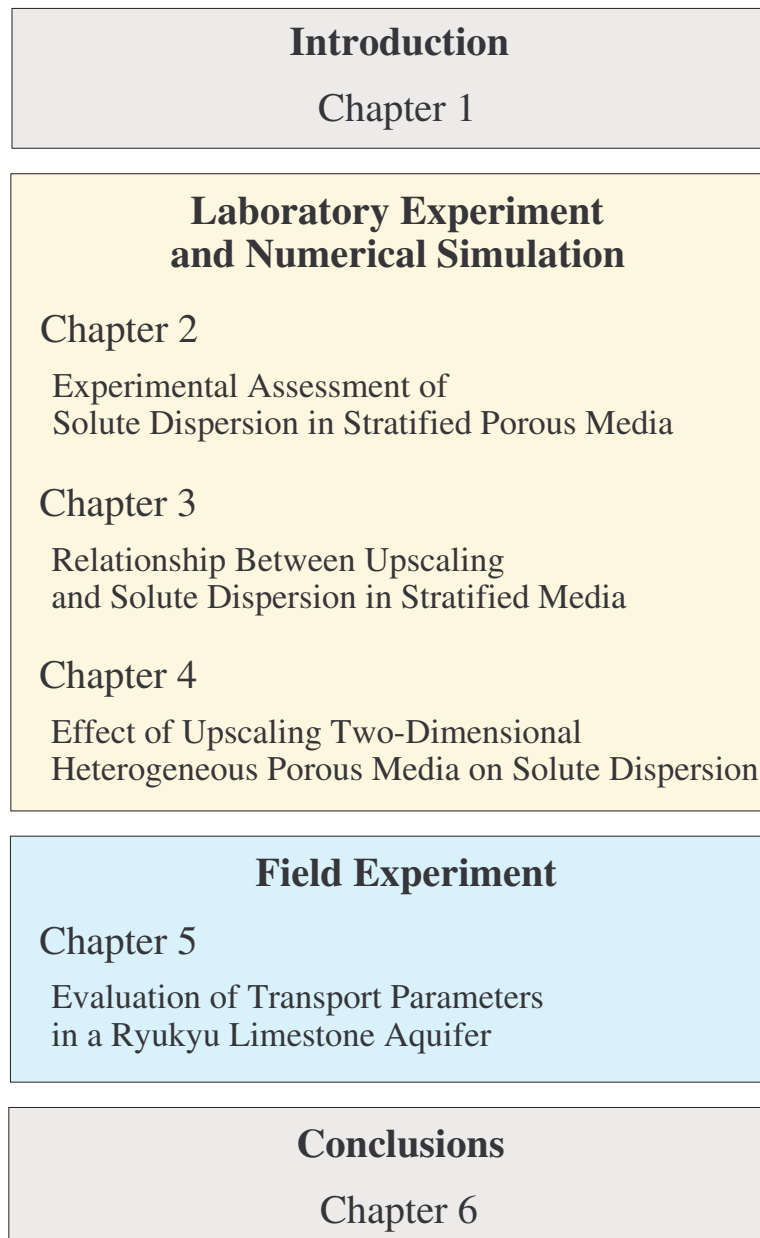 Introduction
Chapter 1
Laboratory Experiment
and Numerical Simulation
Chapter 2
Experimental Assessment of
Solute Dispersion in Stratified Porous Media
Chapter 3
Relationship Between Upscaling
and Solute Dispersion in Stratified Media
Chapter 4
Effect of Upscaling Two-Dimensional
Heterogeneous Porous Media on Solute Dispersion
Field Experiment
Chapter 5
Evaluation of Transport Parameters
in a Ryukyu Limestone Aquifer
Conclusions
Chapter 6